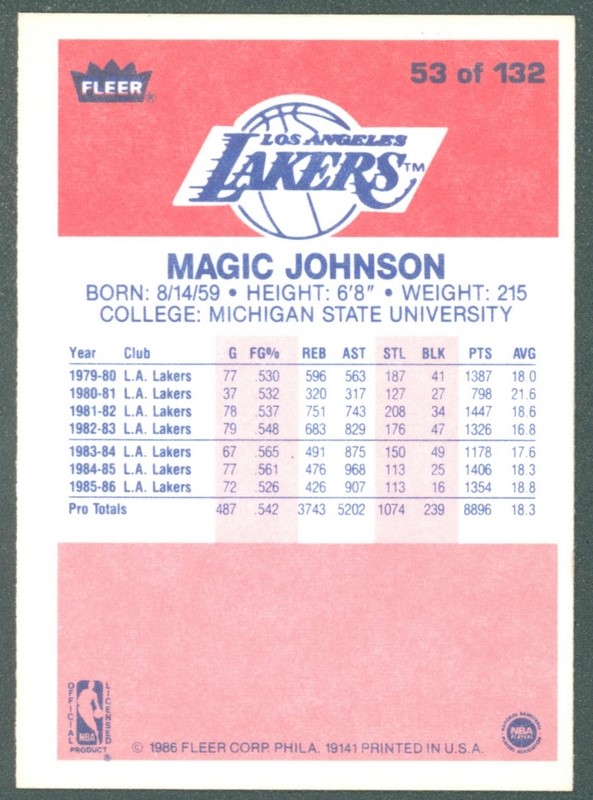 FLEER®
53 of 132
LOS ANGELES
LAKERS™
MAGIC JOHNSON
BORN: 8/14/59 • HEIGHT: 6'8" • WEIGHT: 215
COLLEGE: MICHIGAN STATE UNIVERSITY
Year Club G FG% REB AST STL BLK PTS AVG
1979-80 L.A. Lakers 77 .530 596 563 187 41 1387 18.0
1980-81 L.A. Lakers 37 .532 320 317 127 27 798 21.6
1981-82 L.A. Lakers 78 .537 751 743 208 34 1447 18.6
1982-83 L.A. Lakers 79 .548 683 829 176 47 1326 16.8
1983-84 L.A. Lakers 67 .565 491 875 150 49 1178 17.6
1984-85 L.A. Lakers 77 .561 476 968 113 25 1406 18.3
1985-86 L.A. Lakers 72 .526 426 907 113 16 1354 18.8
Pro Totals 487 .542 3743 5202 1074 239 8896 18.3
OFFICIAL LICENSED
NBA
PRODUCT ®
NATIONAL BASKETBALL
NBA
PLAYERS
ASSOCIATION
© 1986 FLEER CORP. PHILA. 19141 PRINTED IN U.S.A.